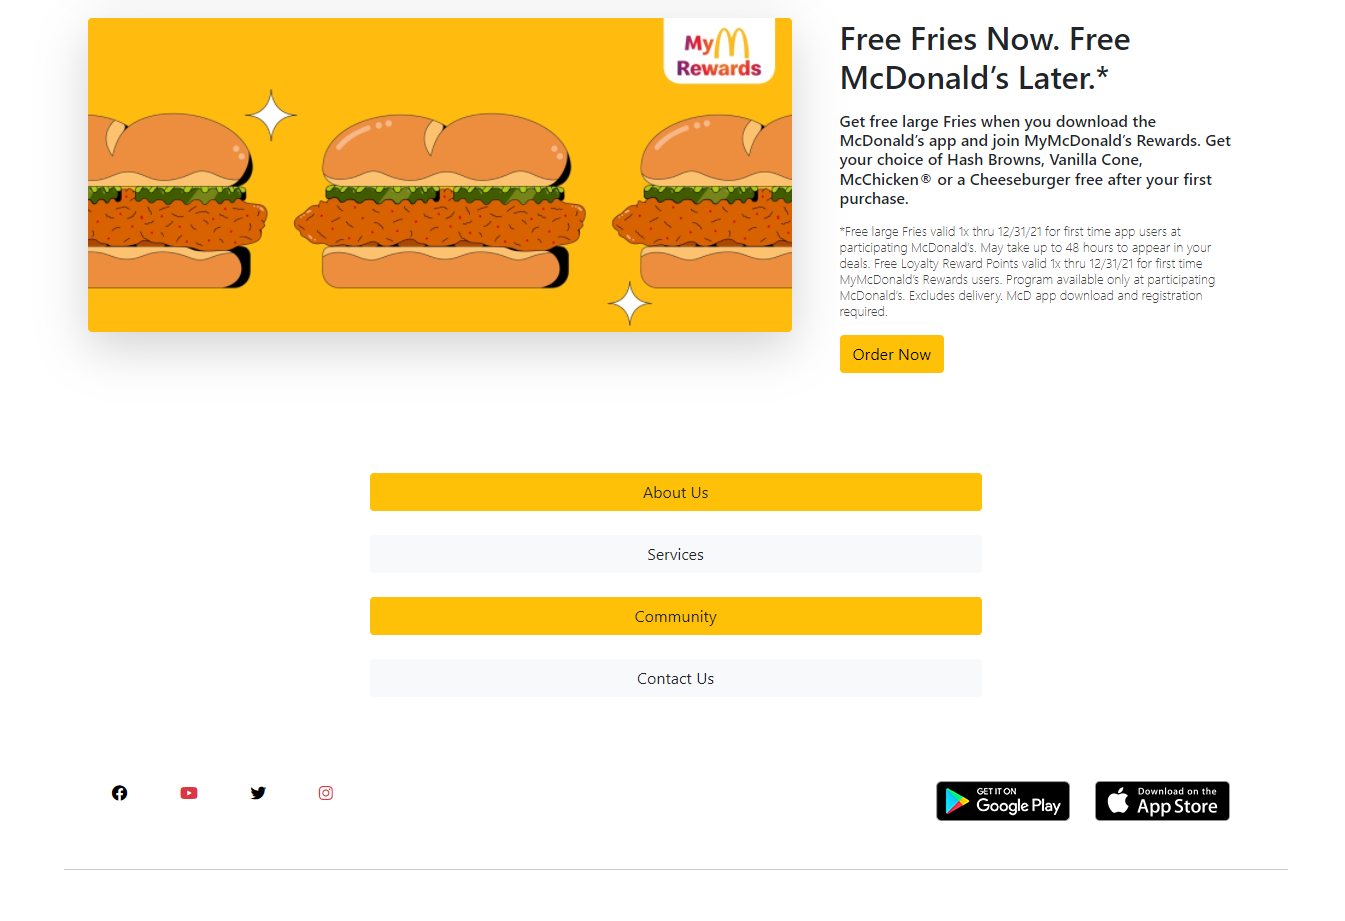 My
Rewards
Free Fries Now. Free
McDonald’s Later.*
Get free large Fries when you download the
McDonald’s app and join MyMcDonald’s Rewards. Get
your choice of Hash Browns, Vanilla Cone,
McChicken® or a Cheeseburger free after your first
purchase.
*Free large Fries valid 1x thru 12/31/21 for first time app users at
participating McDonald's. May take up to 48 hours to appear in your
deals. Free Loyalty Reward Points valid 1x thru 12/31/21 for first time
MyMcDonald’s Rewards users. Program available only at participating
McDonald’s. Excludes delivery. McD app download and registration
required.
Order Now
About Us
Services
Community
Contact Us
GET IT ON
Google Play
Download on the
App Store